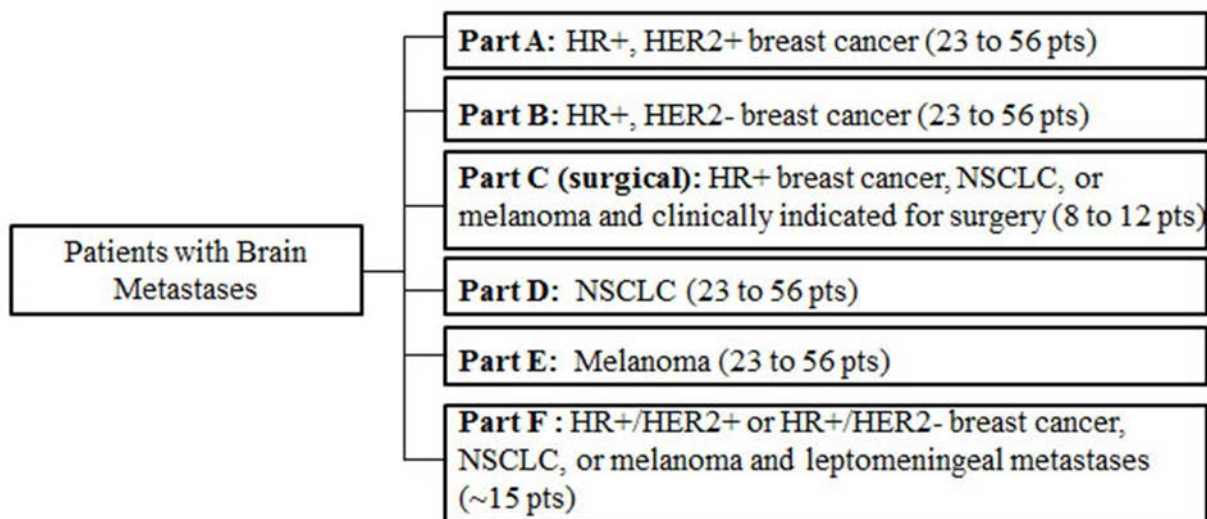 Patients with Brain
Metastases
Part A: HR+, HER2+ breast cancer (23 to 56 pts)
Part B: HR+, HER2- breast cancer (23 to 56 pts)
Part C (surgical): HR+ breast cancer, NSCLC, or
melanoma and clinically indicated for surgery (8 to 12 pts)
Part D: NSCLC (23 to 56 pts)
Part E: Melanoma (23 to 56 pts)
Part F : HR+/HER2+ or HR+/HER2- breast cancer,
NSCLC, or melanoma and leptomeningeal metastases
(~15 pts)